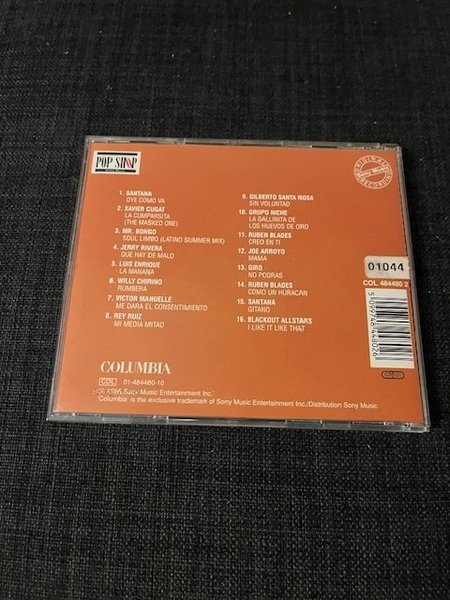 POP SHOP
1. SANTANA
OYE COMO VA
2. XAVIER CUGAT
LA CUMPARSITA
(THE MASKED ONE)
3. MR. BONGO
SOUL LIMBO (LATINO SUMMER MIX)
4. JERRY RIVERA
QUE HAY DE MALO
5. LUIS ENRIQUE
LA MANANA
6. WILLY CHIRINO
RUMBERA
7. VICTOR MANUELLE
ME DARA EL CONSENTIMIENTO
8. REY RUIZ
MI MEDIA MITAD
9. GILBERTO SANTA ROSA
SIN VOLUNTAD
10. GRUPO NICHE
LA GALLINITA DE
LOS HUEVOS DE ORO
11. RUBEN BLADES
CREO EN TI
12. JOE ARROYO
MAMA
13. GIRO
NO PODRAS
14. RUBEN BLADES
COMO UN HURACAN
15. SANTANA
GITANO
16. BLACKOUT ALLSTARS
I LIKE IT LIKE THAT
ORIGINAL
Sony Music
RECORDING
01044
COL 484480 2
5099748448026
COLUMBIA
COL 01-484480-10
Sony Music Entertainment Inc./
'Columbia' is the exclusive trademark of Sony Music Entertainment Inc./Distribution Sony Music